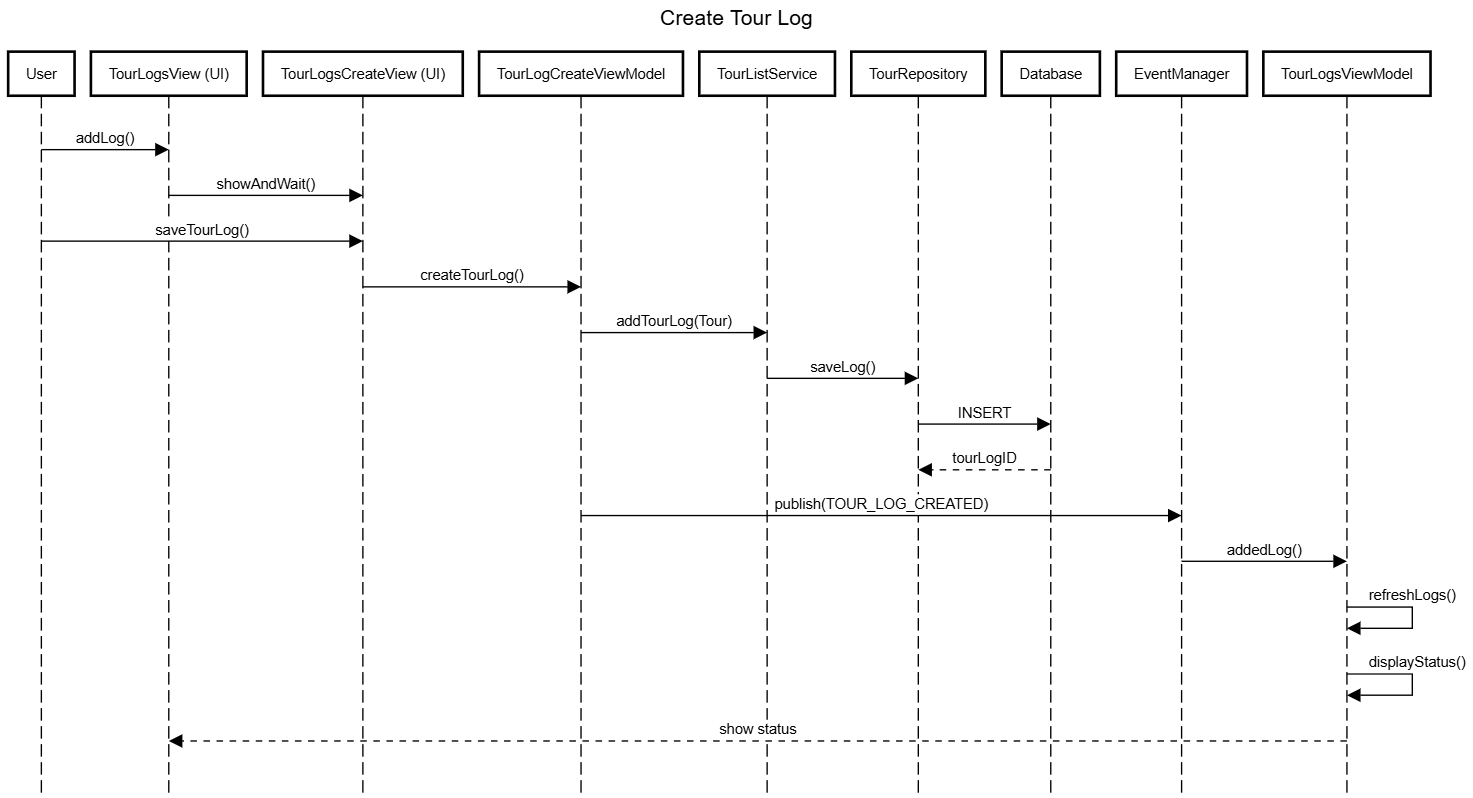 Create Tour Log
User
TourLogsView (UI)
TourLogsCreateView (UI)
TourLogCreateViewModel
TourListService
TourRepository
Database
EventManager
TourLogsViewModel
addLog()
showAndWait()
saveTourLog()
createTourLog()
addTourLog(Tour)
saveLog()
INSERT
tourLogID
publish(TOUR_LOG_CREATED)
addedLog()
refreshLogs()
displayStatus()
show status